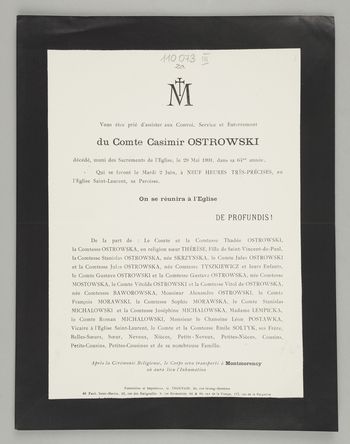 110 073 III
M
Vous êtes prié d'assister aux Convoi, Service et Enterrement
du Comte Casimir OSTROWSKI
décédé, muni des Sacrements de l'Église, le 29 Mai 1891, dans sa 61me année;
Qui se feront le Mardi 2 Juin, à NEUF HEURES TRÈS-PRÉCISES, en
l'Église Saint-Laurent, sa Paroisse.
On se réunira à l'Église
DE PROFUNDIS!
De la part de : Le Comte et la Comtesse Thadée OSTROWSKI,
la Comtesse OSTROWSKA, en religion sœur THÉRÈSE, Fille de Saint-Vincent-de-Paul,
la Comtesse Stanislas OSTROWSKA, née SKRZYŃSKA, le Comte Jules OSTROWSKI
et la Comtesse Jules OSTROWSKA, née Comtesse TYSZKIEWICZ et leurs Enfants,
le Comte Gustave OSTROWSKI et la Comtesse Gustave OSTROWSKA, née Comtesse
MOSTOWSKA, le Comte Vitolde OSTROWSKI et la Comtesse Vitold de OSTROWSKA,
née Comtesse BAWOROWSKA, Monsieur Alexandre OSTROWSKI, le Comte
François MORAWSKI, la Comtesse Sophie MORAWSKA, le Comte Stanislas
MICHALOWSKI et la Comtesse Joséphine MICHALOWSKA, Madame LEMPICKA,
le Comte Roman MICHALOWSKI, Monsieur le Chanoine Léon POSTAWKA,
Vicaire à l'Église Saint-Laurent, le Comte et la Comtesse Emile SOLTYK, ses Frère,
Belles-Sœurs, Sœur, Neveux, Nièces, Petits-Neveux, Petites-Nièces, Cousins,
Petits-Cousins, Petites-Cousines et de sa nombreuse Famille.
Après la Cérémonie Religieuse, le Corps sera transporté à Montmorency
où aura lieu l'Inhumation